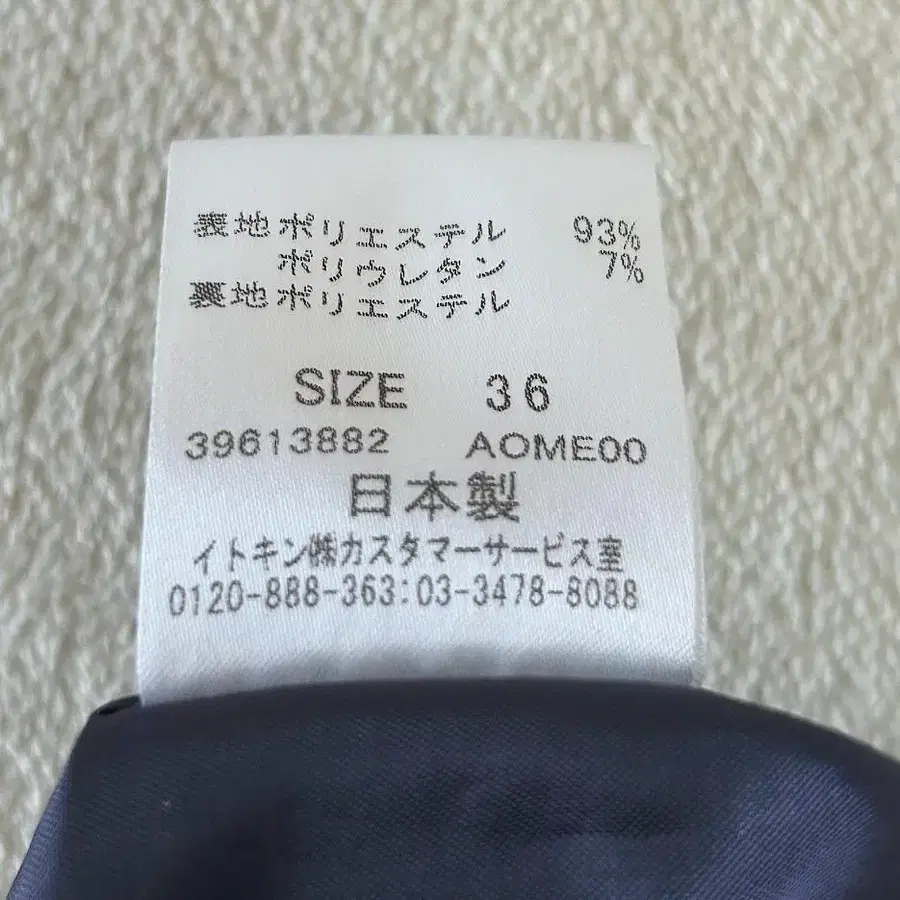 表地ポリエステル 93%
ポリウレタン 7%
裏地ポリエステル
SIZE 36
39613882 AOME00
日本製
イトキン㈱カスタマーサービス室
0120-888-363:03-3478-8088